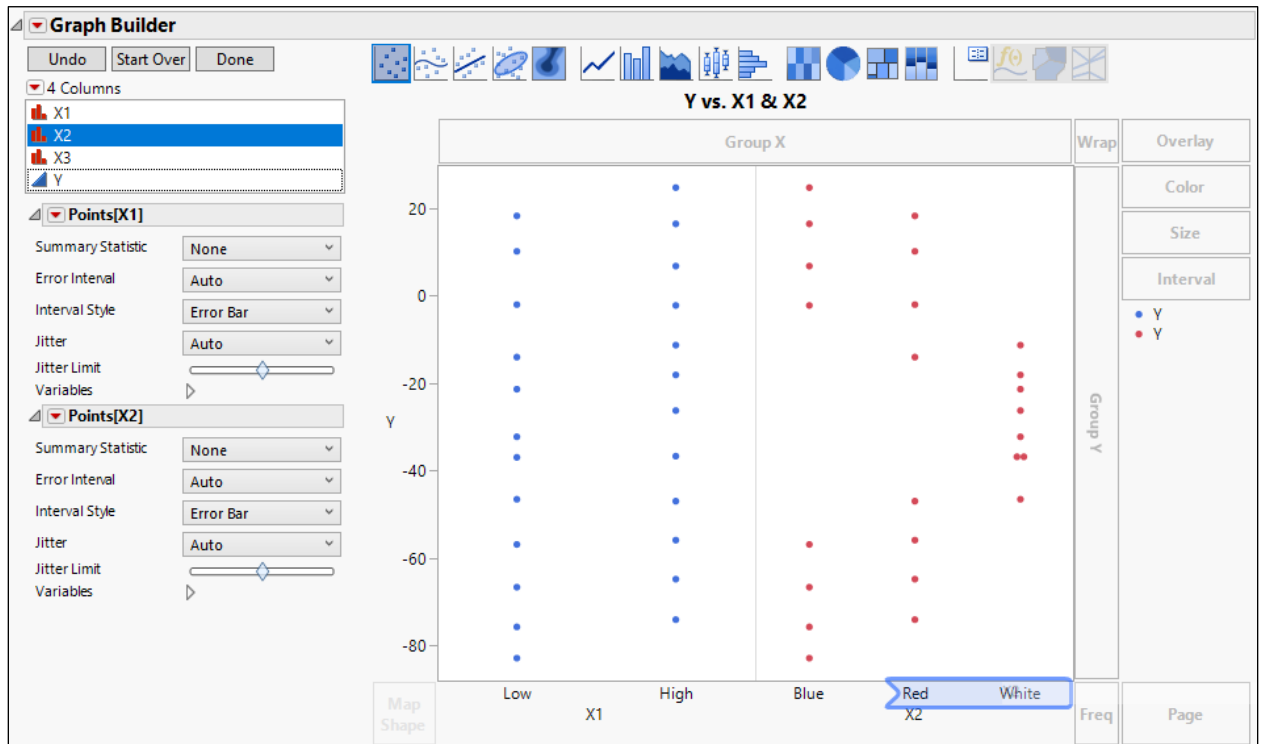 Graph Builder
Undo Start Over Done
4 Columns
X1
X2
X3
Y
Points[X1]
Summary Statistic None
Error Interval Auto
Interval Style Error Bar
Jitter Auto
Jitter Limit
Variables
Points[X2]
Summary Statistic None
Error Interval Auto
Interval Style Error Bar
Jitter Auto
Jitter Limit
Variables
Y vs. X1 & X2
Group X
Wrap
Overlay
Color
Size
Interval
Y
Y
20
0
-20
-40
-60
-80
Y
Group Y
Low High Blue Red White
X1 X2
Map
Shape
Freq
Page